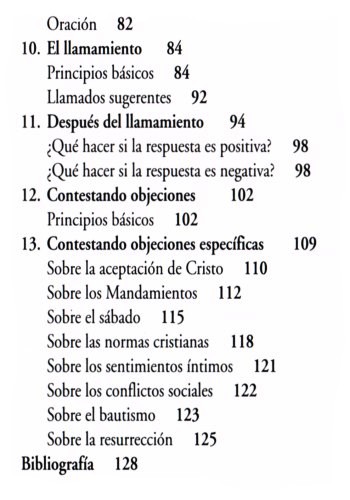 Oración 82
10. El llamamiento 84
Principios básicos 84
Llamados sugerentes 92
11. Después del llamamiento 94
¿Qué hacer si la respuesta es positiva? 98
¿Qué hacer si la respuesta es negativa? 98
12. Contestando objeciones 102
Principios básicos 102
13. Contestando objeciones específicas 109
Sobre la aceptación de Cristo 110
Sobre los Mandamientos 112
Sobre el sábado 115
Sobre las normas cristianas 118
Sobre los sentimientos íntimos 121
Sobre los conflictos sociales 122
Sobre el bautismo 123
Sobre la resurrección 125
Bibliografía 128